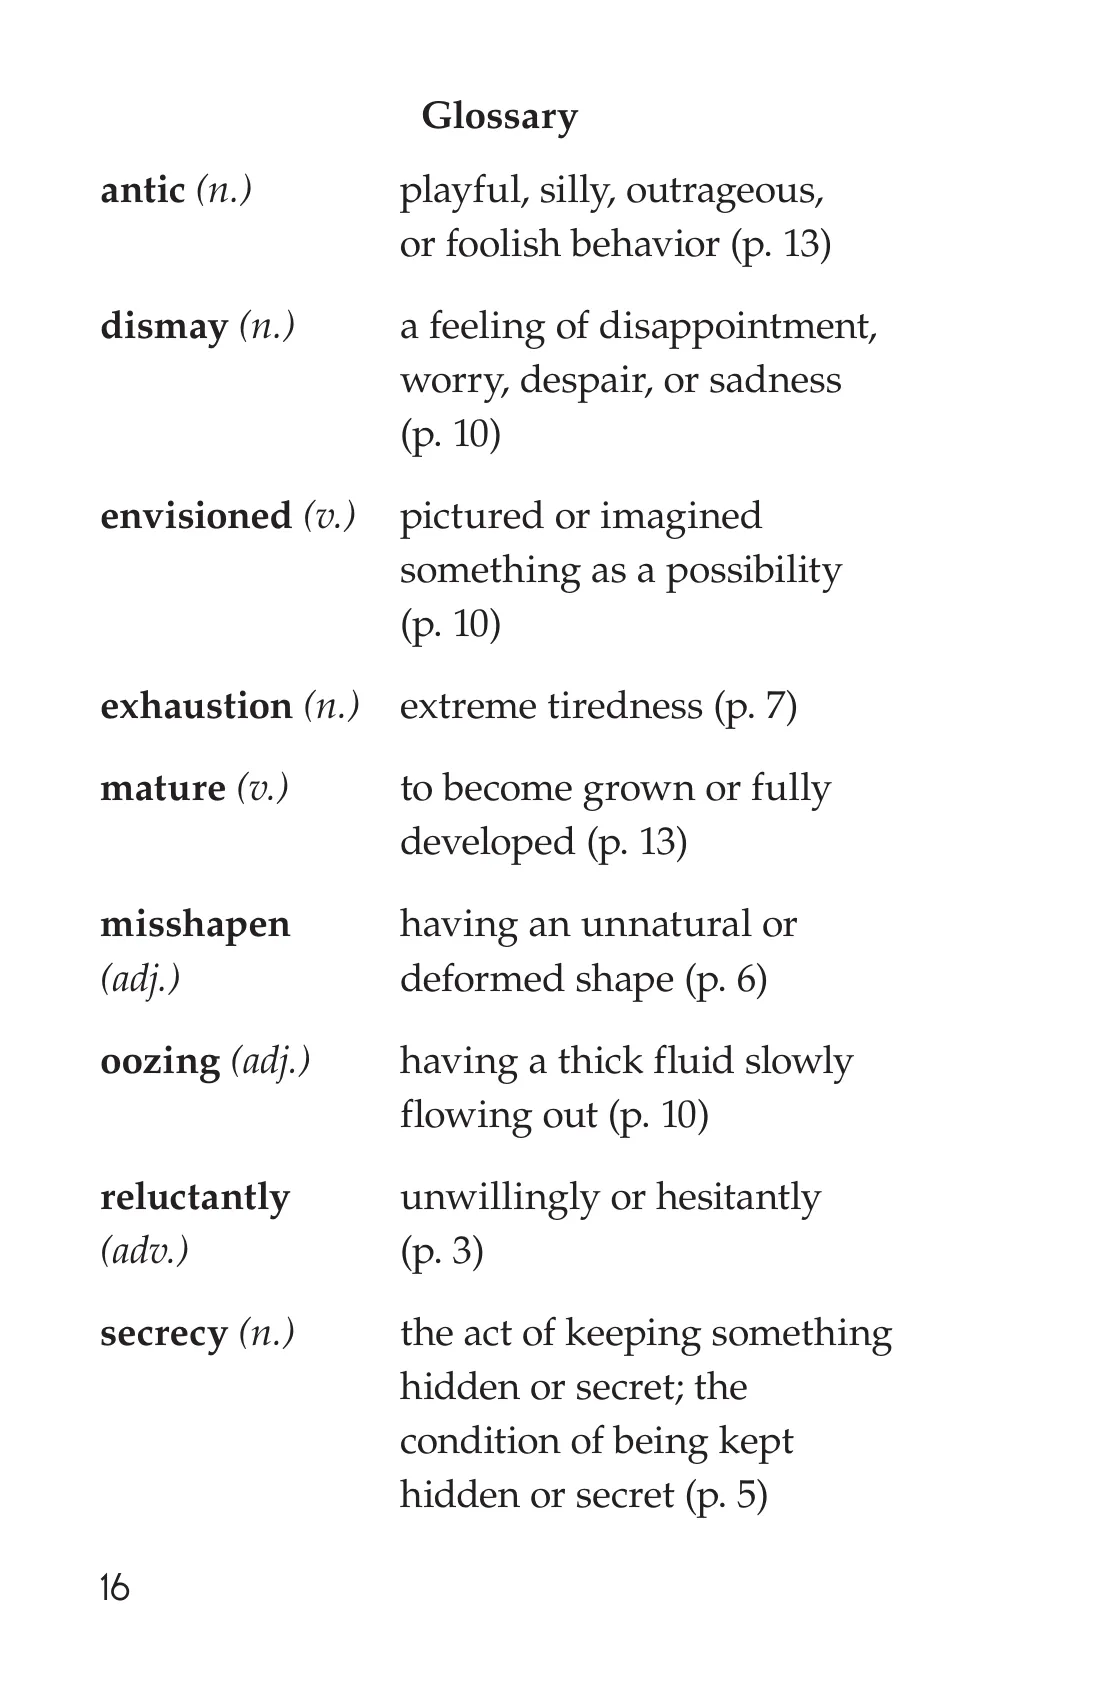 Glossary
antic (n.) playful, silly, outrageous,
or foolish behavior (p. 13)
dismay (n.) a feeling of disappointment,
worry, despair, or sadness
(p. 10)
envisioned (v.) pictured or imagined
something as a possibility
(p. 10)
exhaustion (n.) extreme tiredness (p. 7)
mature (v.) to become grown or fully
developed (p. 13)
misshapen having an unnatural or
(adj.) deformed shape (p. 6)
oozing (adj.) having a thick fluid slowly
flowing out (p. 10)
reluctantly unwillingly or hesitantly
(adv.) (p. 3)
secrecy (n.) the act of keeping something
hidden or secret; the
condition of being kept
hidden or secret (p. 5)
16